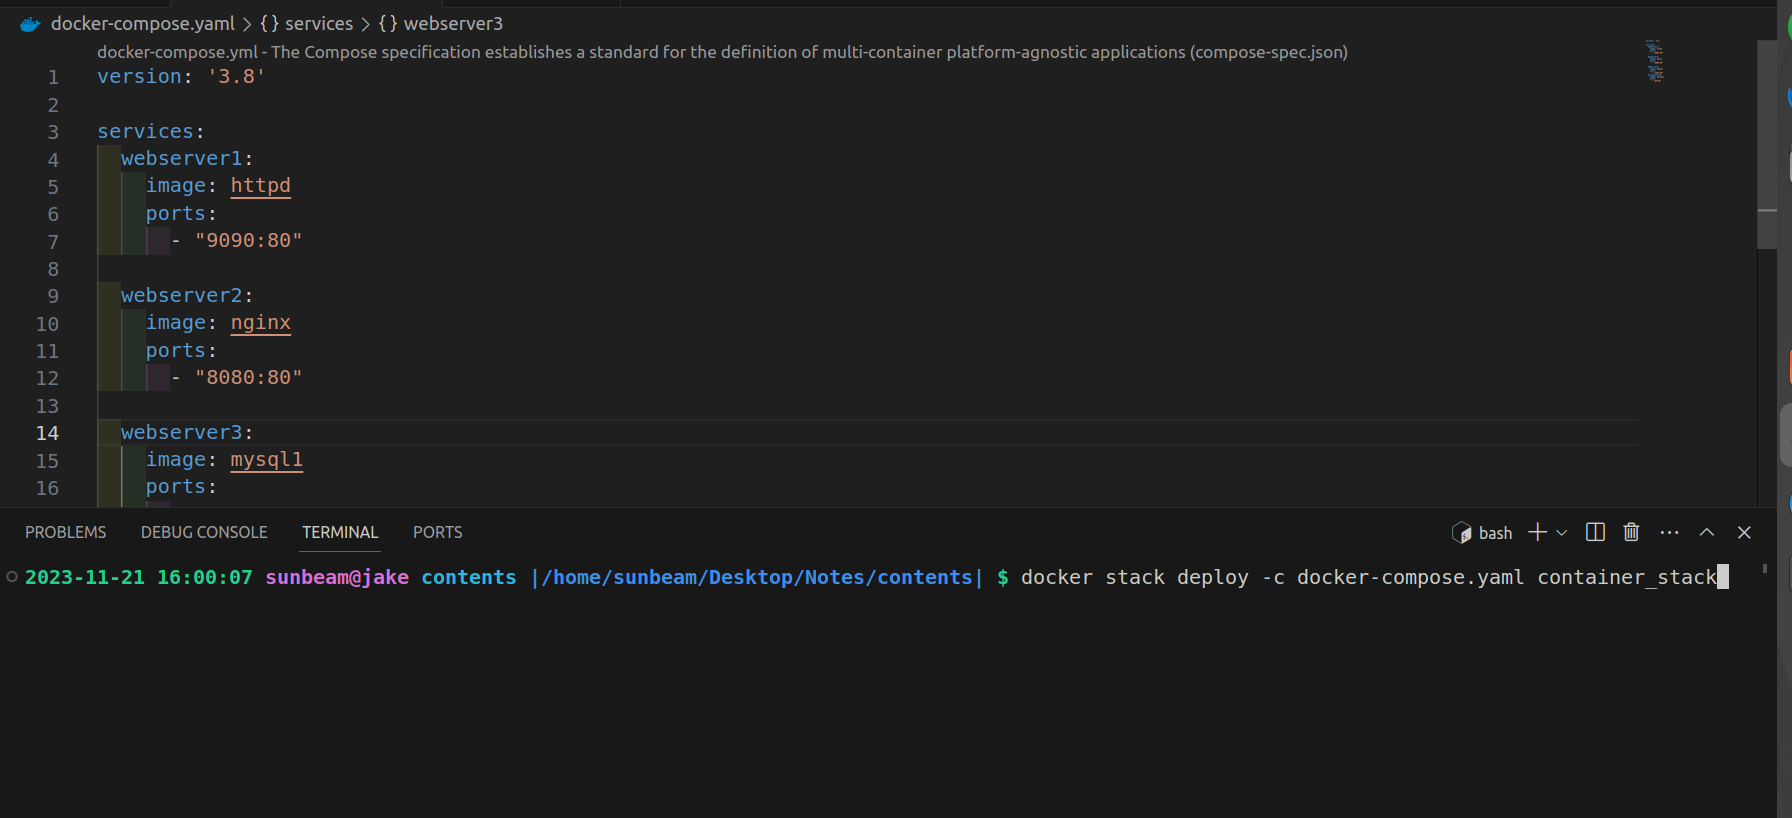 docker-compose.yaml > {} services > {} webserver3
docker-compose.yml - The Compose specification establishes a standard for the definition of multi-container platform-agnostic applications (compose-spec.json)
1 version: '3.8'
2
3 services:
4 webserver1:
5 image: httpd
6 ports:
7 - "9090:80"
8
9 webserver2:
10 image: nginx
11 ports:
12 - "8080:80"
13
14 webserver3:
15 image: mysql1
16 ports:
PROBLEMS DEBUG CONSOLE TERMINAL PORTS bash
2023-11-21 16:00:07 sunbeam@jake contents |/home/sunbeam/Desktop/Notes/contents| $ docker stack deploy -c docker-compose.yaml container_stack